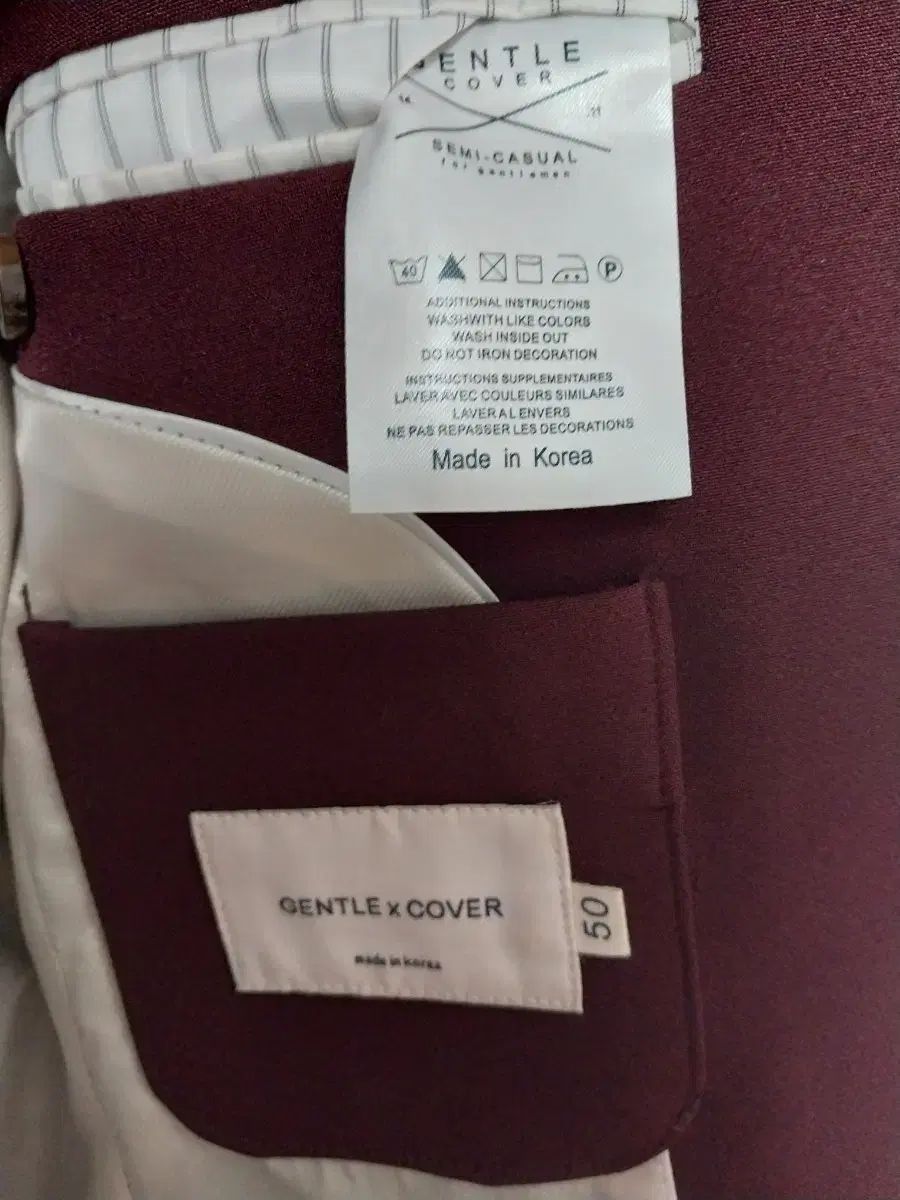 GENTLE
COVER
SEMI-CASUAL
for Gentlemen
40
P
ADDITIONAL INSTRUCTIONS
WASHWITH LIKE COLORS
WASH INSIDE OUT
DO NOT IRON DECORATION
INSTRUCTIONS SUPPLEMENTAIRES
LAVER AVEC COULEURS SIMILARES
LAVER A L ENVERS
NE PAS REPASSER LES DECORATIONS
Made in Korea
GENTLE x COVER
made in korea
50